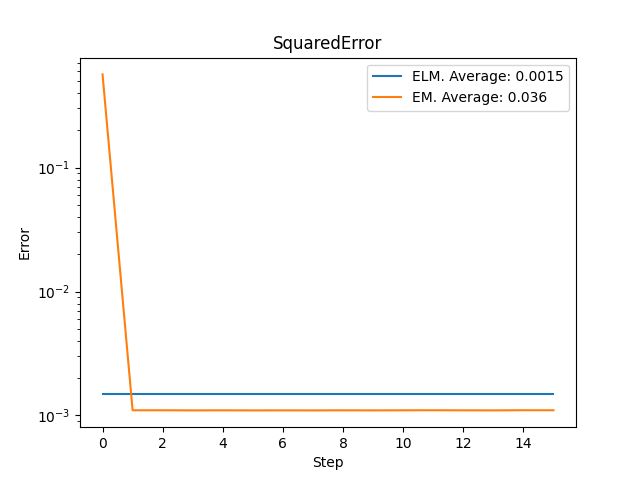 SquaredError
ELM. Average: 0.0015
EM. Average: 0.036
Error
10⁻¹
10⁻²
10⁻³
0 2 4 6 8 10 12 14
Step